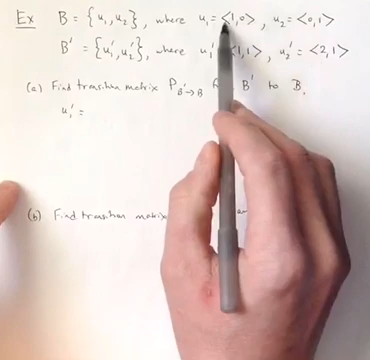 Ex B = {u₁, u₂}, where u₁ = <1,0>, u₂ = <0,1>
B' = {u₁', u₂'}, where u₁' = <1,1>, u₂' = <2,1>
(a) Find transition matrix P_B'→B B' to B.
u₁' =
(b) Find transition matrix